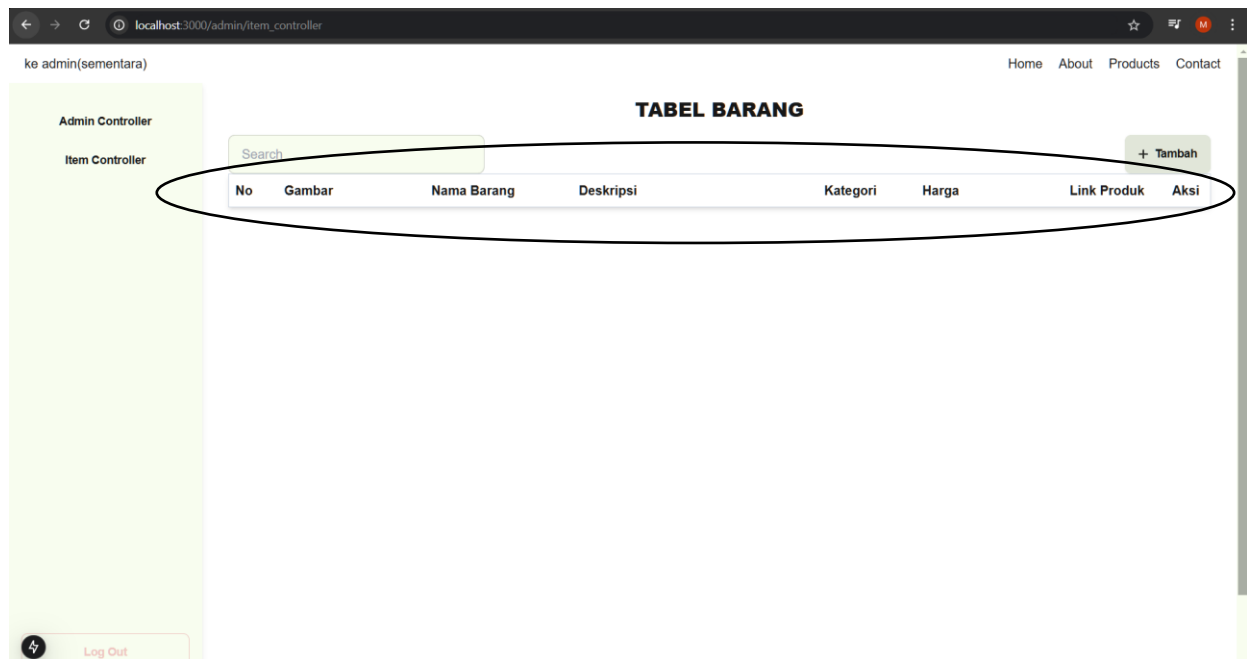 localhost:3000/admin/item_controller
M
ke admin(sementara)
Home About Products Contact
Admin Controller
Item Controller
TABEL BARANG
Search
+ Tambah
No Gambar Nama Barang Deskripsi Kategori Harga Link Produk Aksi
Log Out